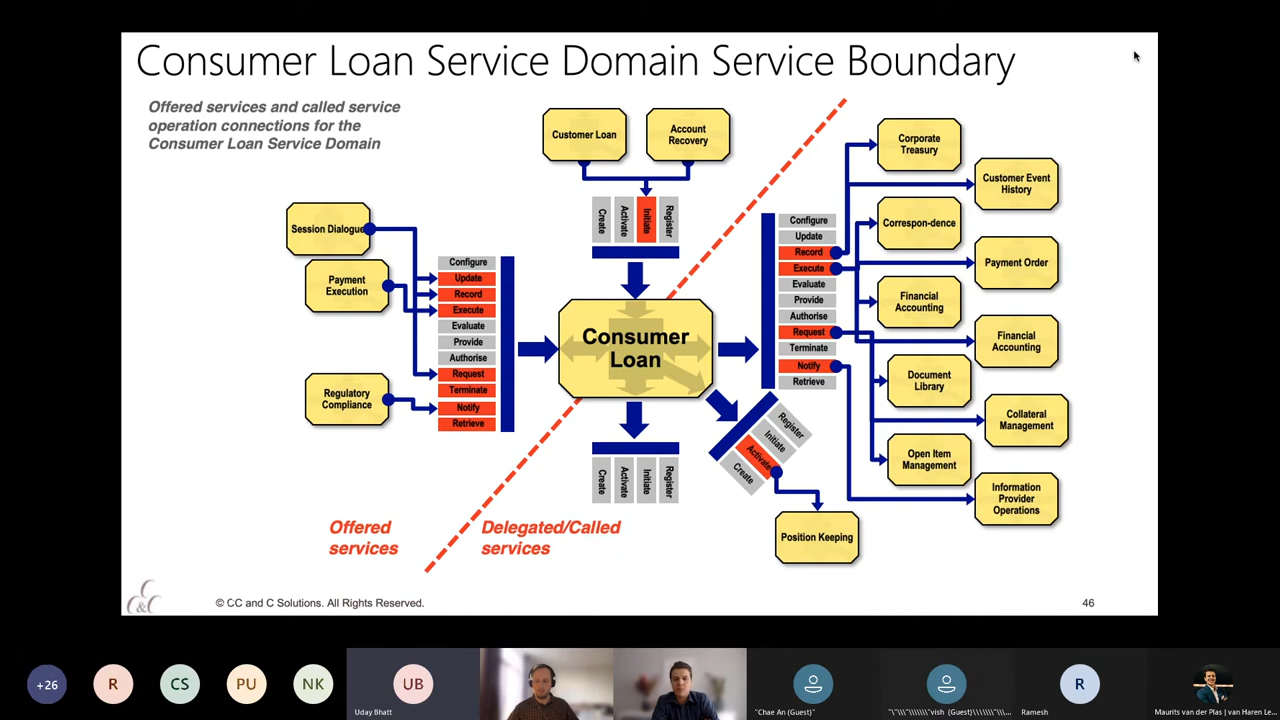 Consumer Loan Service Domain Service Boundary
Offered services and called service
operation connections for the
Consumer Loan Service Domain
Customer Loan
Account
Recovery
Create
Activate
Initiate
Register
Session Dialogue
Payment
Execution
Regulatory
Compliance
Configure
Update
Record
Execute
Evaluate
Provide
Authorise
Request
Terminate
Notify
Retrieve
Consumer
Loan
Configure
Update
Record
Execute
Evaluate
Provide
Authorise
Request
Terminate
Notify
Retrieve
Corporate
Treasury
Customer Event
History
Correspon-dence
Payment Order
Financial
Accounting
Financial
Accounting
Document
Library
Collateral
Management
Open Item
Management
Information
Provider
Operations
Register
Initiate
Activate
Create
Position Keeping
Create
Activate
Initiate
Register
Offered
services
Delegated/Called
services
C
C&C
© CC and C Solutions. All Rights Reserved.
46
+26
R
CS
PU
NK
UB
Uday Bhatt
"Chae An (Guest)"
"\"\\\"\\\\\\\"vish (Guest)\\\\\\\"\\...
R
Ramesh
Maurits van der Plas | van Haren Le...